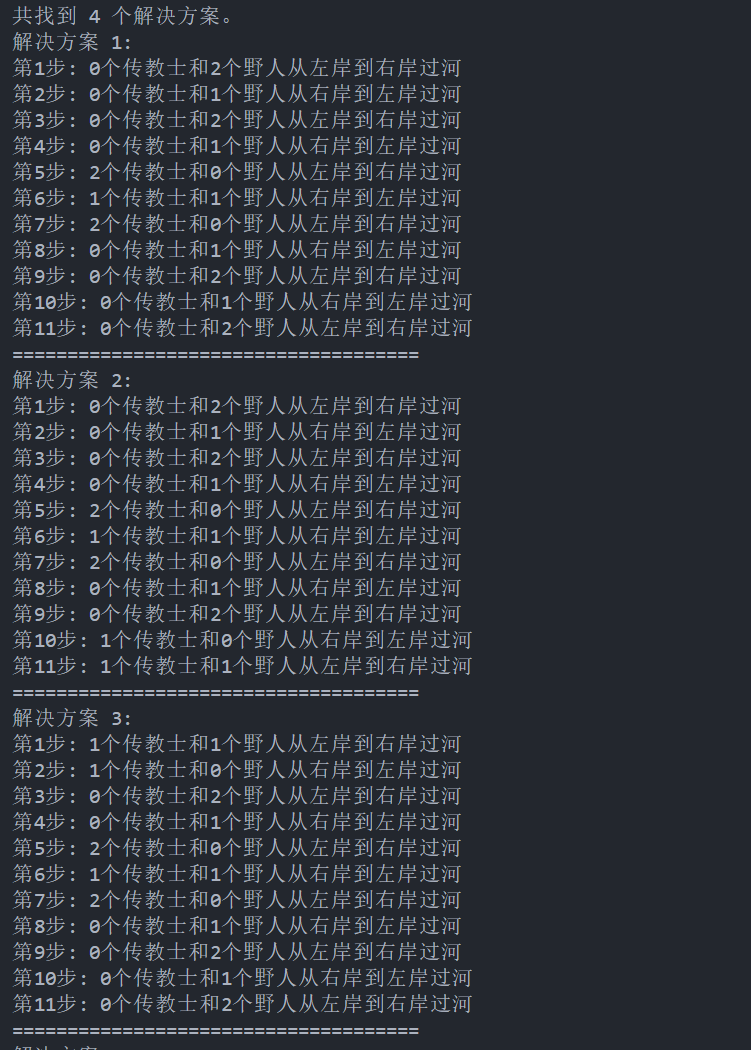 共找到 4 个解决方案。
解决方案 1:
第1步: 0个传教士和2个野人从左岸到右岸过河
第2步: 0个传教士和1个野人从右岸到左岸过河
第3步: 0个传教士和2个野人从左岸到右岸过河
第4步: 0个传教士和1个野人从右岸到左岸过河
第5步: 2个传教士和0个野人从左岸到右岸过河
第6步: 1个传教士和1个野人从右岸到左岸过河
第7步: 2个传教士和0个野人从左岸到右岸过河
第8步: 0个传教士和1个野人从右岸到左岸过河
第9步: 0个传教士和2个野人从左岸到右岸过河
第10步: 0个传教士和1个野人从右岸到左岸过河
第11步: 0个传教士和2个野人从左岸到右岸过河
=====================================
解决方案 2:
第1步: 0个传教士和2个野人从左岸到右岸过河
第2步: 0个传教士和1个野人从右岸到左岸过河
第3步: 0个传教士和2个野人从左岸到右岸过河
第4步: 0个传教士和1个野人从右岸到左岸过河
第5步: 2个传教士和0个野人从左岸到右岸过河
第6步: 1个传教士和1个野人从右岸到左岸过河
第7步: 2个传教士和0个野人从左岸到右岸过河
第8步: 0个传教士和1个野人从右岸到左岸过河
第9步: 0个传教士和2个野人从左岸到右岸过河
第10步: 1个传教士和0个野人从右岸到左岸过河
第11步: 1个传教士和1个野人从左岸到右岸过河
=====================================
解决方案 3:
第1步: 1个传教士和1个野人从左岸到右岸过河
第2步: 1个传教士和0个野人从右岸到左岸过河
第3步: 0个传教士和2个野人从左岸到右岸过河
第4步: 0个传教士和1个野人从右岸到左岸过河
第5步: 2个传教士和0个野人从左岸到右岸过河
第6步: 1个传教士和1个野人从右岸到左岸过河
第7步: 2个传教士和0个野人从左岸到右岸过河
第8步: 0个传教士和1个野人从右岸到左岸过河
第9步: 0个传教士和2个野人从左岸到右岸过河
第10步: 0个传教士和1个野人从右岸到左岸过河
第11步: 0个传教士和2个野人从左岸到右岸过河
=====================================